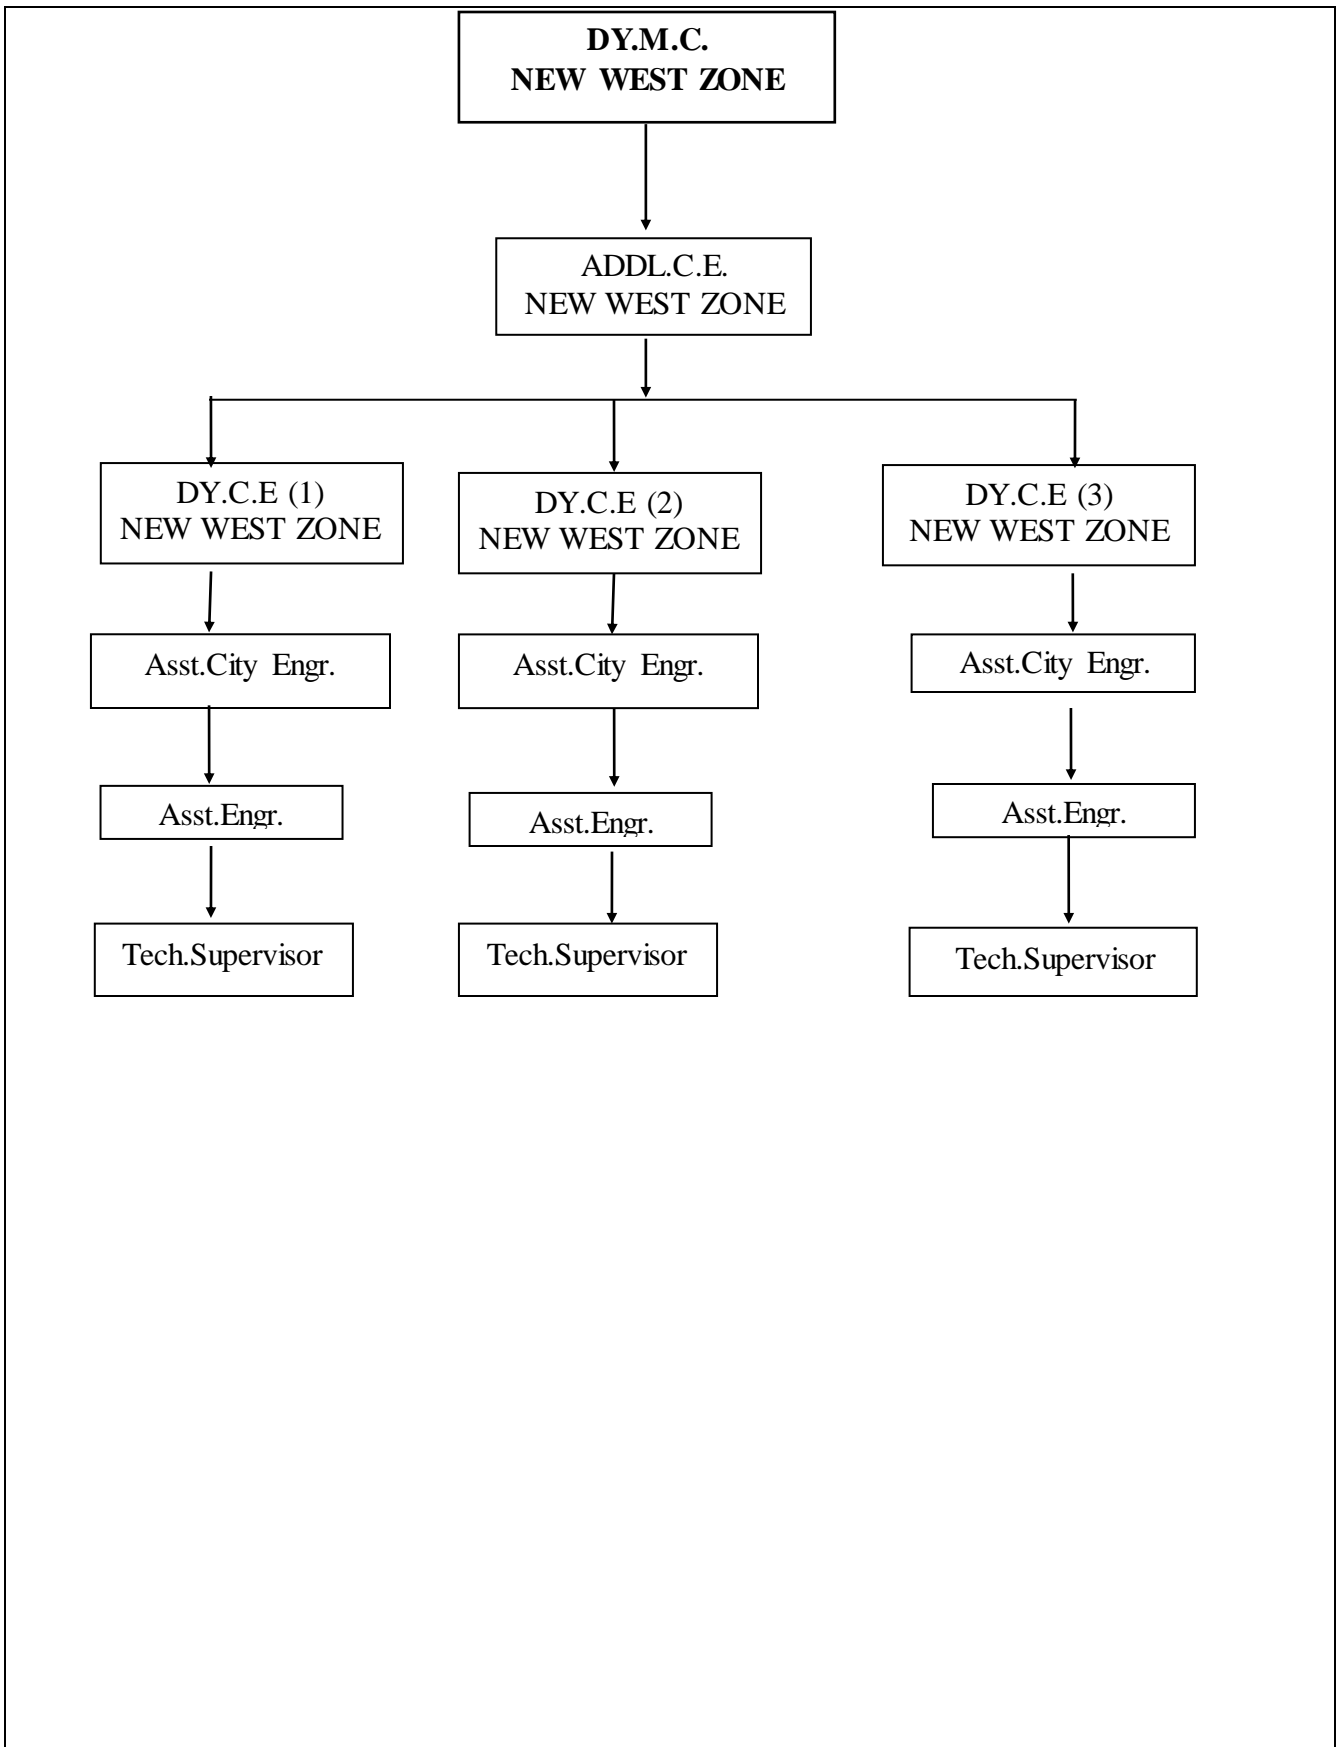 DY.M.C.
NEW WEST ZONE
ADDL.C.E.
NEW WEST ZONE
DY.C.E (1)
NEW WEST ZONE
DY.C.E (2)
NEW WEST ZONE
DY.C.E (3)
NEW WEST ZONE
Asst.City Engr.
Asst.City Engr.
Asst.City Engr.
Asst.Engr.
Asst.Engr.
Asst.Engr.
Tech.Supervisor
Tech.Supervisor
Tech.Supervisor